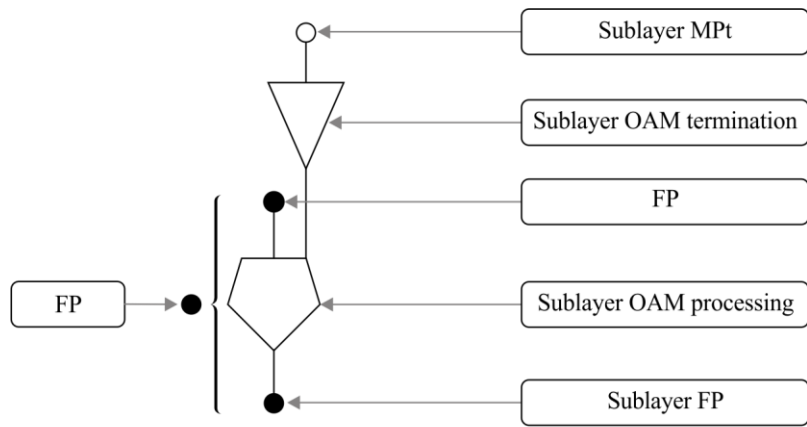 Sublayer MPt
Sublayer OAM termination
FP
FP
Sublayer OAM processing
Sublayer FP